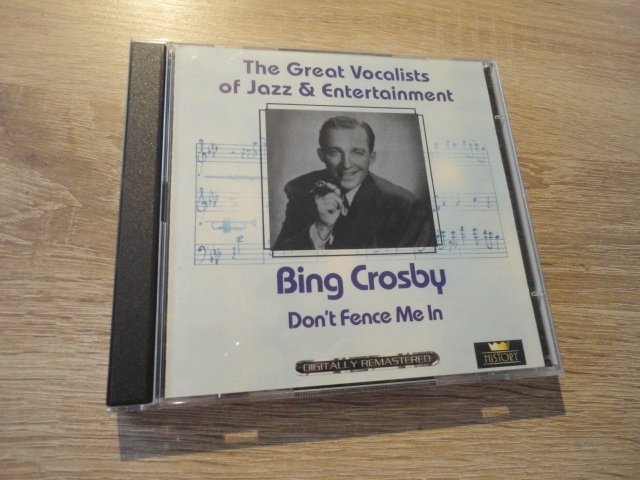 The Great Vocalists
of Jazz & Entertainment
Bing Crosby
Don't Fence Me In
DIGITALLY REMASTERED
HISTORY